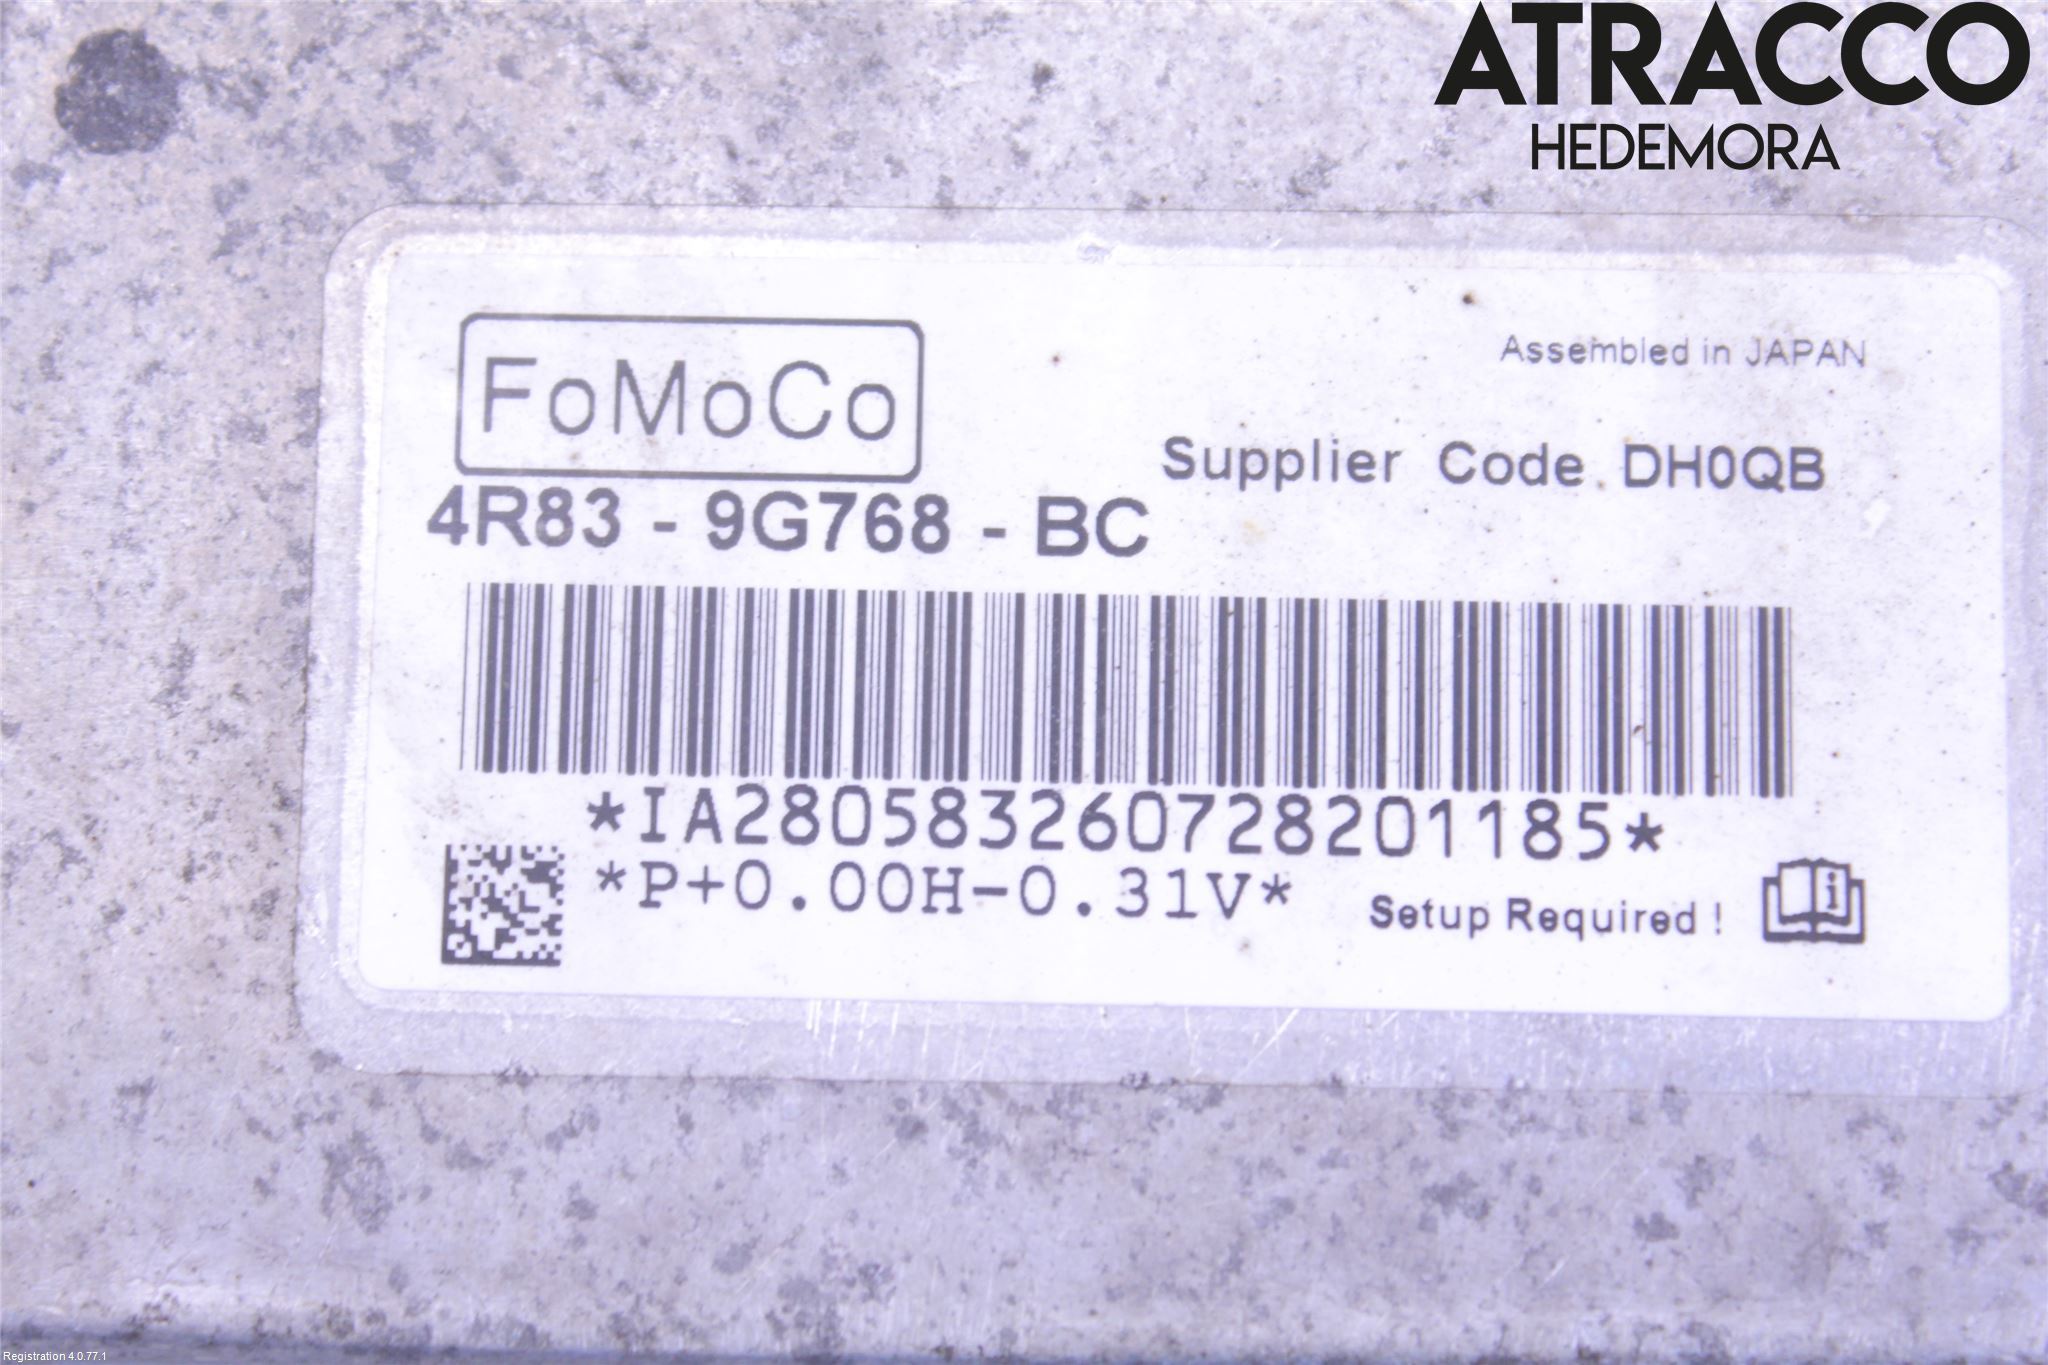 ATRACCO
HEDEMORA
FoMoCo
Assembled in JAPAN
Supplier Code DH0QB
4R83 - 9G768 - BC
*IA280583260728201185*
*P+0.00H-0.31V*
Setup Required !
i
Registration 4.0.77.1